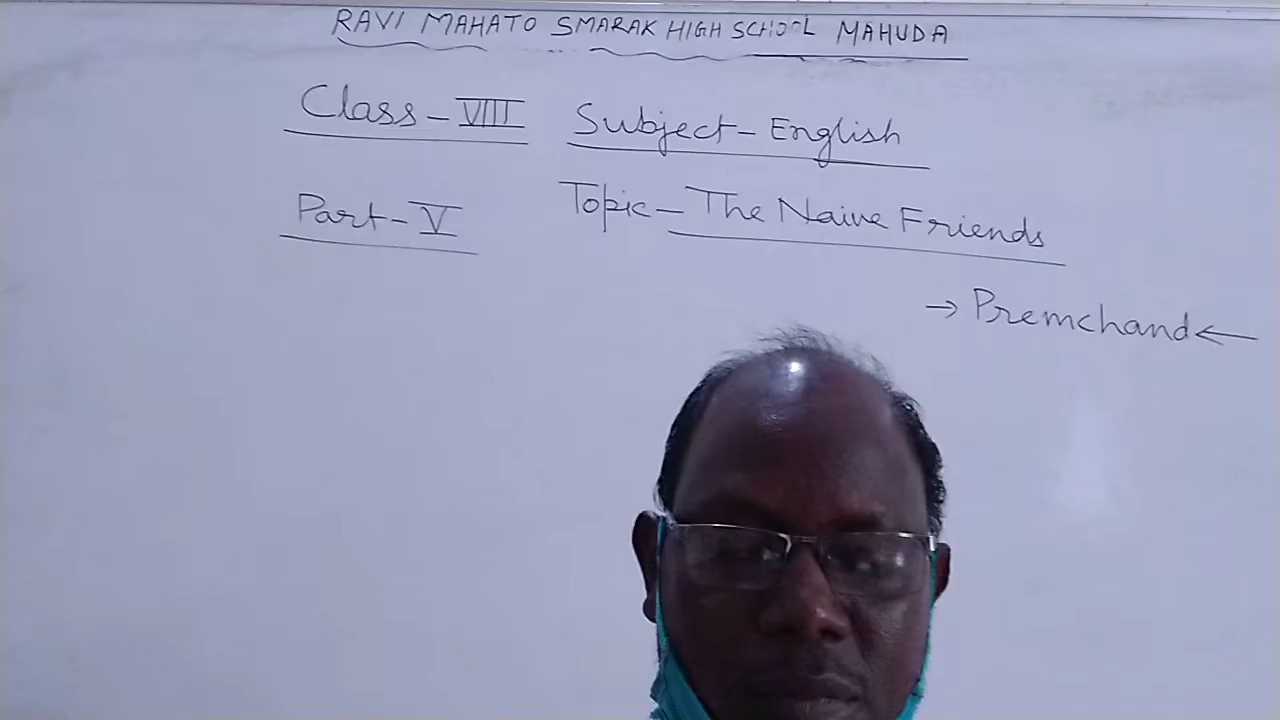 RAVI MAHATO SMARAK HIGH SCHOOL MAHUDA
Class - VIII Subject - English
Part - V Topic - The Naive Friends
→ Premchand ←